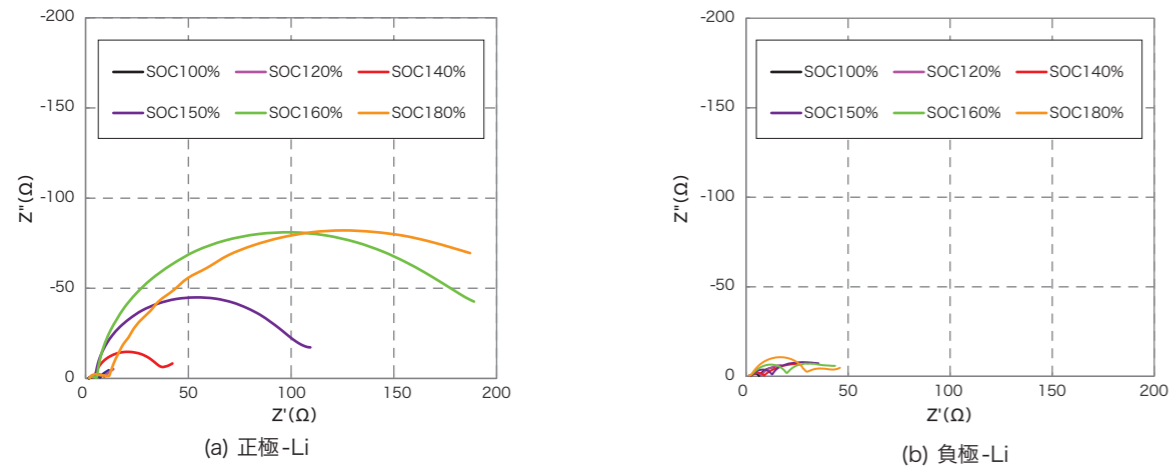 -200
SOC100% SOC120% SOC140%
-150
SOC150% SOC160% SOC180%
Z"(Ω)
-100
-50
0
0 50 100 150 200
Z'(Ω)
(a) 正極-Li
-200
SOC100% SOC120% SOC140%
-150
SOC150% SOC160% SOC180%
Z"(Ω)
-100
-50
0
0 50 100 150 200
Z'(Ω)
(b) 負極-Li